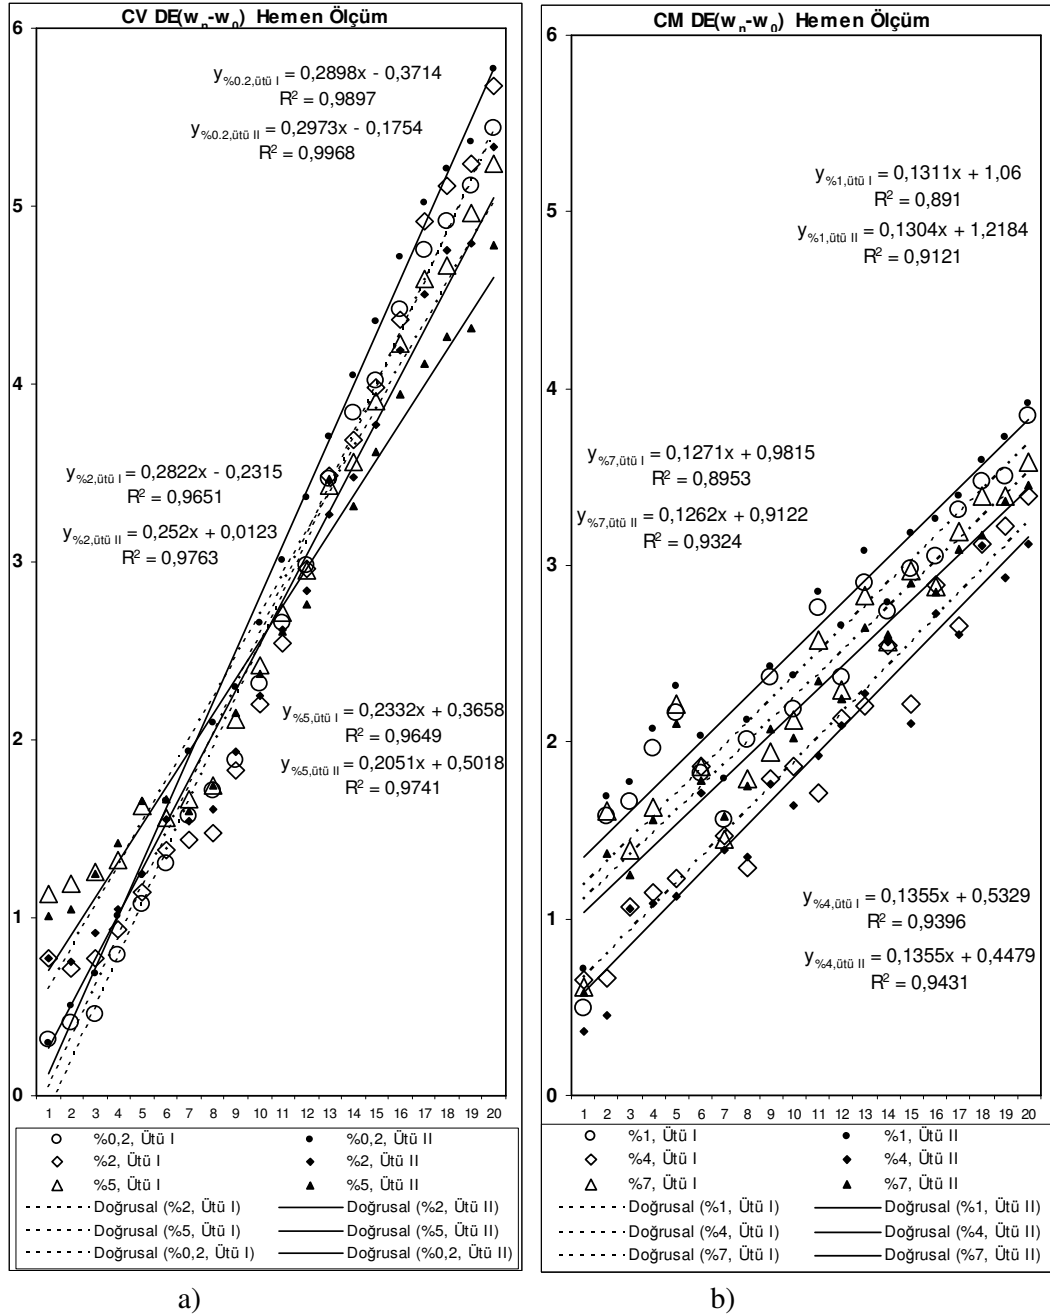 CV DE(wn-w0) Hemen Ölçüm
6
5
4
3
2
1
0
y%0.2,ütü I = 0,2898x - 0,3714
R² = 0,9897
y%0.2,ütü II = 0,2973x - 0,1754
R² = 0,9968
y%2,ütü I = 0,2822x - 0,2315
R² = 0,9651
y%2,ütü II = 0,252x + 0,0123
R² = 0,9763
y%5,ütü I = 0,2332x + 0,3658
R² = 0,9649
y%5,ütü II = 0,2051x + 0,5018
R² = 0,9741
1 2 3 4 5 6 7 8 9 10 11 12 13 14 15 16 17 18 19 20
%0,2, Ütü I %0,2, Ütü II
%2, Ütü I %2, Ütü II
%5, Ütü I %5, Ütü II
Doğrusal (%2, Ütü I) Doğrusal (%2, Ütü II)
Doğrusal (%5, Ütü I) Doğrusal (%5, Ütü II)
Doğrusal (%0,2, Ütü I) Doğrusal (%0,2, Ütü II)
a)
CM DE(wn-w0) Hemen Ölçüm
6
5
4
3
2
1
0
y%1,ütü I = 0,1311x + 1,06
R² = 0,891
y%1,ütü II = 0,1304x + 1,2184
R² = 0,9121
y%7,ütü I = 0,1271x + 0,9815
R² = 0,8953
y%7,ütü II = 0,1262x + 0,9122
R² = 0,9324
y%4,ütü I = 0,1355x + 0,5329
R² = 0,9396
y%4,ütü II = 0,1355x + 0,4479
R² = 0,9431
1 2 3 4 5 6 7 8 9 10 11 12 13 14 15 16 17 18 19 20
%1, Ütü I %1, Ütü II
%4, Ütü I %4, Ütü II
%7, Ütü I %7, Ütü II
Doğrusal (%1, Ütü I) Doğrusal (%1, Ütü II)
Doğrusal (%4, Ütü I) Doğrusal (%4, Ütü II)
Doğrusal (%7, Ütü I) Doğrusal (%7, Ütü II)
b)